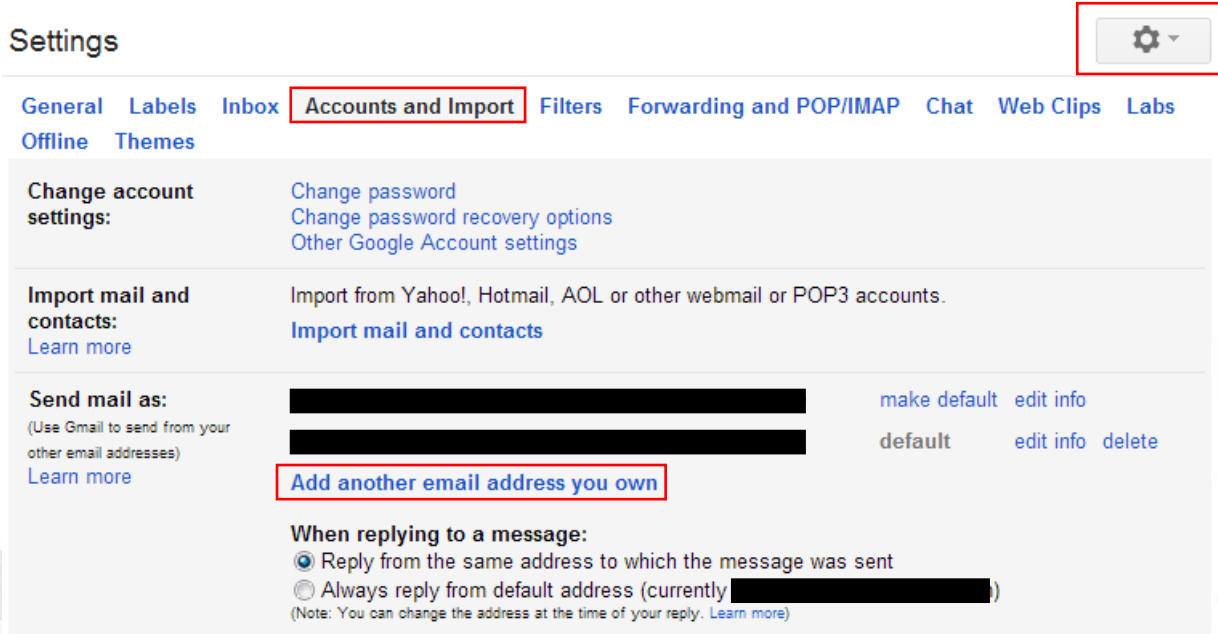 Settings
General Labels Inbox Accounts and Import Filters Forwarding and POP/IMAP Chat Web Clips Labs
Offline Themes
Change account
settings:
Change password
Change password recovery options
Other Google Account settings
Import mail and
contacts:
Learn more
Import from Yahoo!, Hotmail, AOL or other webmail or POP3 accounts.
Import mail and contacts
Send mail as:
(Use Gmail to send from your
other email addresses)
Learn more
make default edit info
default edit info delete
Add another email address you own
When replying to a message:
Reply from the same address to which the message was sent
Always reply from default address (currently )
(Note: You can change the address at the time of your reply. Learn more)